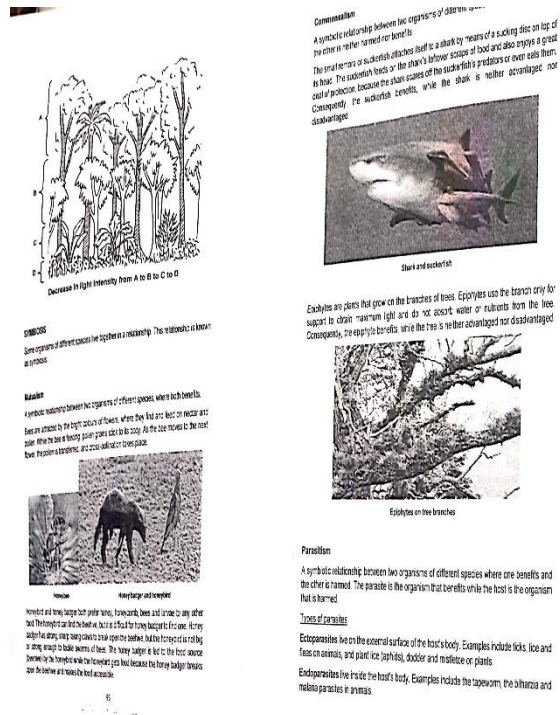 A
B
C
D
Decrease in light intensity from A to B to C to D
SYMBIOSIS
Some organisms of different species live together in a relationship. This relationship is known
as symbiosis.
Mutualism
A symbiotic relationship between two organisms of different species, where both benefits.
Bees are attracted by the bright colours of flowers, where they find and feed on nectar and
pollen. While the bee is feeding, pollen grains stick to its body. As the bee moves to the next
flower, the pollen is transferred, and cross-pollination takes place.
Honeybee
Honey badger and honeybird
Honeybird and honey badger both prefer honey, honeycomb, bees and larvae to any other
food. The honeybird can find the beehive, but it is difficult for honey badger to find one. Honey
badger has strong, sharp claws to break open the beehive, but the honeybird is not big
or strong enough to tackle swarms of bees. The honey badger is led to the food source
(beehive) by the honeybird while the honeybird gets food because the honey badger breaks
open the beehive and makes the food accessible.
95
Commensalism
A symbiotic relationship between two organisms of different
the other is neither harmed nor benefits.
The small remora or suckerfish attaches itself to a shark by means of a sucking disc on top of
its head. The suckerfish feeds on the shark's leftover scraps of food and also enjoys a great
deal of protection, because the shark scares off the suckerfish's predators or even eats them.
Consequently, the suckerfish benefits, while the shark is neither advantaged nor
disadvantaged.
Shark and suckerfish
Epiphytes are plants that grow on the branches of trees. Epiphytes use the branch only for
support to obtain maximum light and do not absorb water or nutrients from the tree.
Consequently, the epiphyte benefits, while the tree is neither advantaged nor disadvantaged.
Epiphytes on tree branches
Parasitism
A symbiotic relationship between two organisms of different species where one benefits and
the other is harmed. The parasite is the organism that benefits while the host is the organism
that is harmed.
Types of parasites
Ectoparasites live on the external surface of the host's body. Examples include ticks, lice and
fleas on animals, and plant lice (aphids), dodder and mistletoe on plants.
Endoparasites live inside the host's body. Examples include the tapeworm, the bilharzia and
malaria parasites in animals.